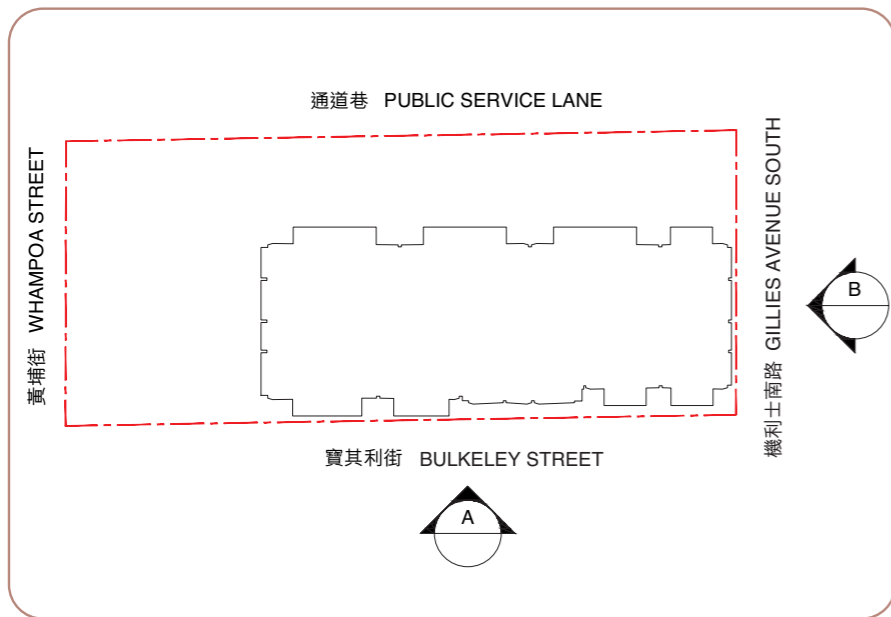 通道巷 PUBLIC SERVICE LANE
黃埔街 WHAMPOA STREET
機利士南路 GILLIES AVENUE SOUTH
B
寶其利街 BULKELEY STREET
A